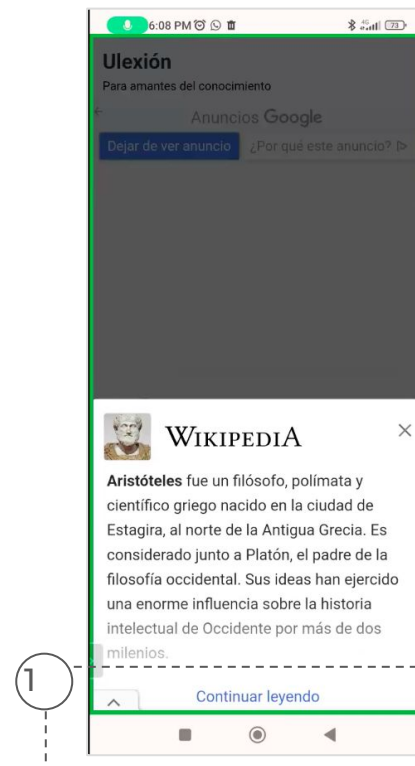 6:08 PM
4G
73
Ulexión
Para amantes del conocimiento
Anuncios Google
Dejar de ver anuncio
¿Por qué este anuncio?
WIKIPEDIA
Aristóteles fue un filósofo, polímata y
científico griego nacido en la ciudad de
Estagira, al norte de la Antigua Grecia. Es
considerado junto a Platón, el padre de la
filosofía occidental. Sus ideas han ejercido
una enorme influencia sobre la historia
intelectual de Occidente por más de dos
milenios.
1
Continuar leyendo